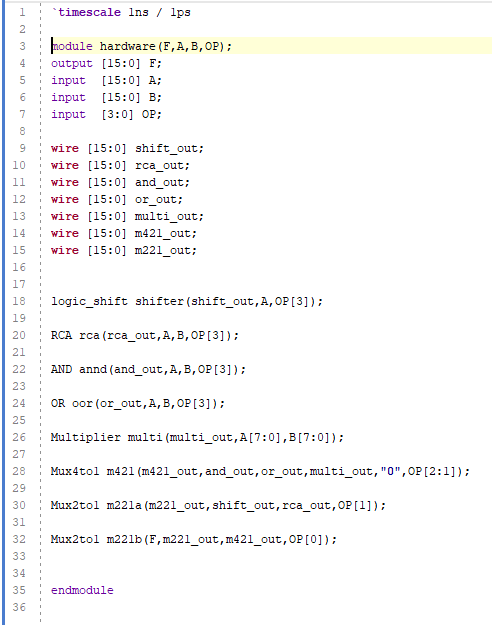 1 `timescale 1ns / 1ps
2
3 module hardware(F,A,B,OP);
4 output [15:0] F;
5 input  [15:0] A;
6 input  [15:0] B;
7 input  [3:0] OP;
8
9 wire [15:0] shift_out;
10 wire [15:0] rca_out;
11 wire [15:0] and_out;
12 wire [15:0] or_out;
13 wire [15:0] multi_out;
14 wire [15:0] m421_out;
15 wire [15:0] m221_out;
16
17
18 logic_shift shifter(shift_out,A,OP[3]);
19
20 RCA rca(rca_out,A,B,OP[3]);
21
22 AND annd(and_out,A,B,OP[3]);
23
24 OR oor(or_out,A,B,OP[3]);
25
26 Multiplier multi(multi_out,A[7:0],B[7:0]);
27
28 Mux4to1 m421(m421_out,and_out,or_out,multi_out,"0",OP[2:1]);
29
30 Mux2to1 m221a(m221_out,shift_out,rca_out,OP[1]);
31
32 Mux2to1 m221b(F,m221_out,m421_out,OP[0]);
33
34
35 endmodule
36